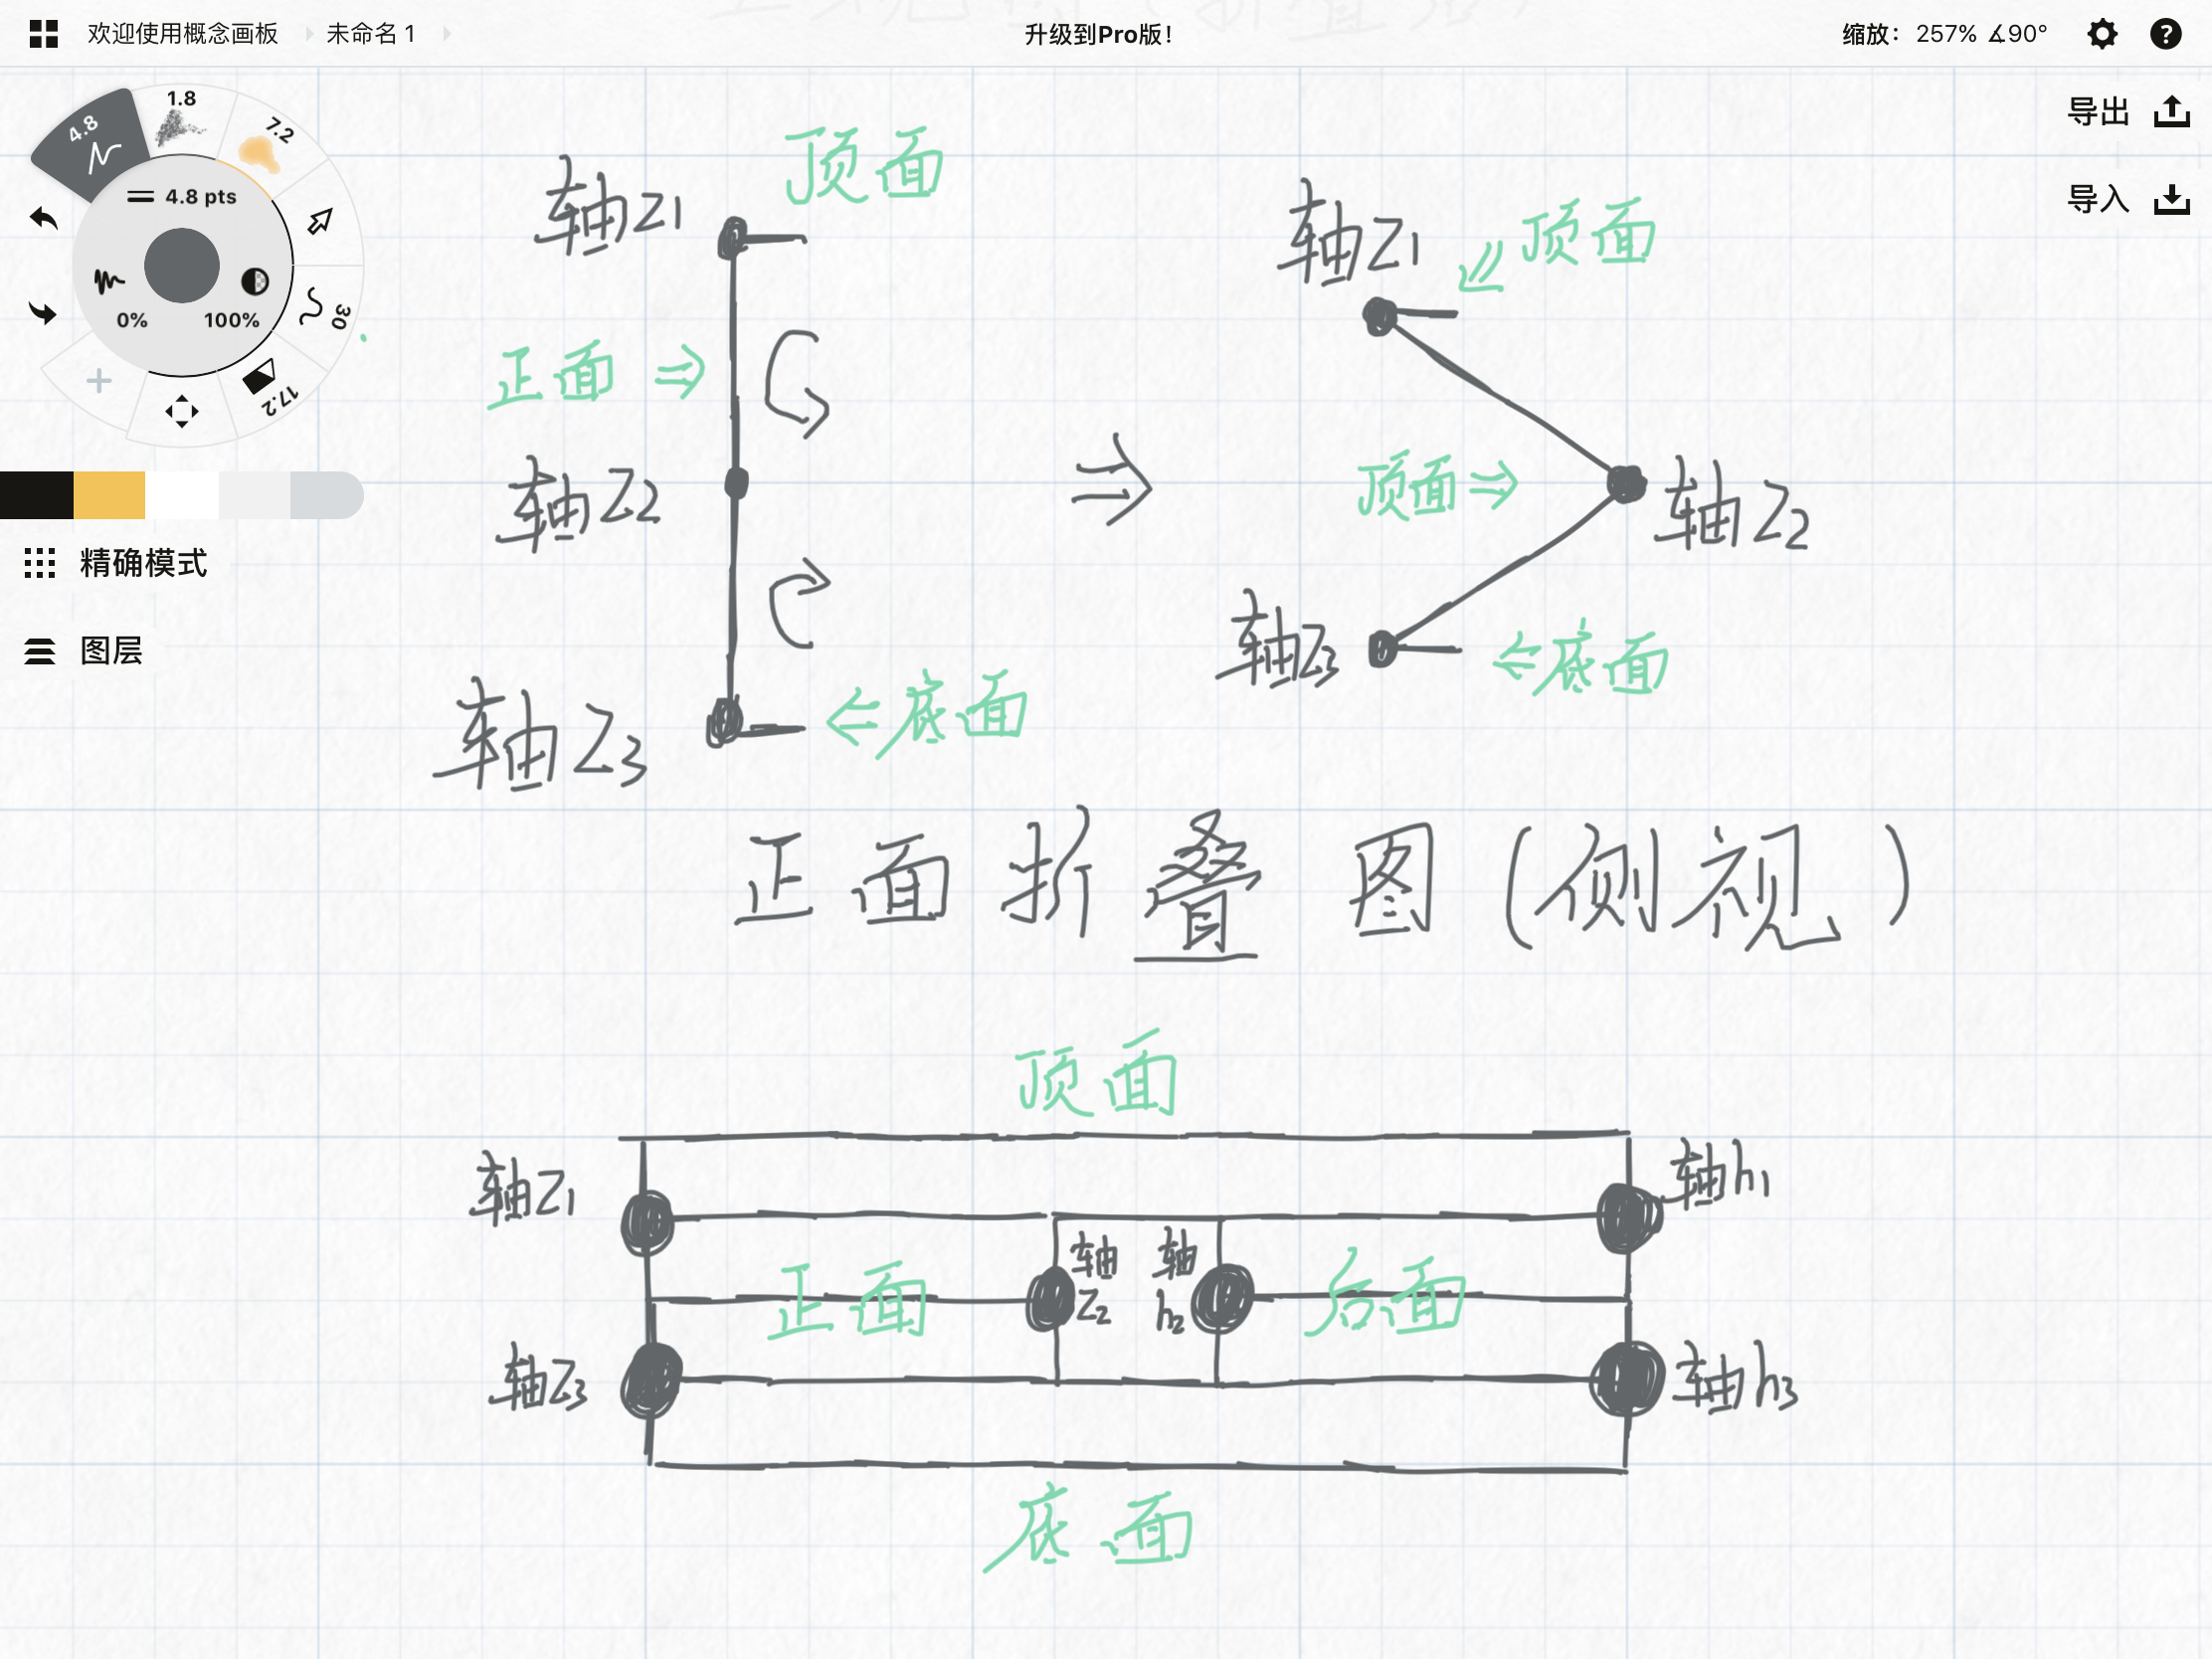 欢迎使用概念画板 未命名 1 升级到Pro版! 缩放: 257% ∡90°
导出
导入
1.8
4.8
7.2
4.8 pts
0% 100%
30
17.2
精确模式
图层
轴Z1 顶面
正面 ⇒
轴Z2
轴Z3 ⇐底面
⇒
轴Z1 顶面
顶面⇒ 轴Z2
轴Z3 ⇐底面
正面折叠图(侧视)
顶面
轴Z1 轴h1
正面 轴Z2 轴h2 后面
轴Z3 轴h3
底面